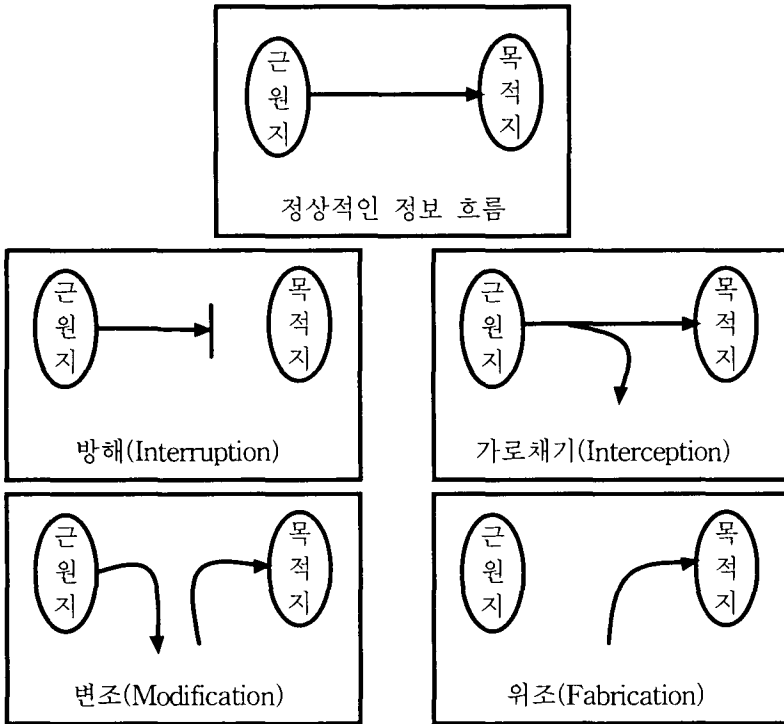 근원지
목적지
정상적인 정보 흐름
근원지
목적지
방해(Interruption)
근원지
목적지
가로채기(Interception)
근원지
목적지
변조(Modification)
근원지
목적지
위조(Fabrication)